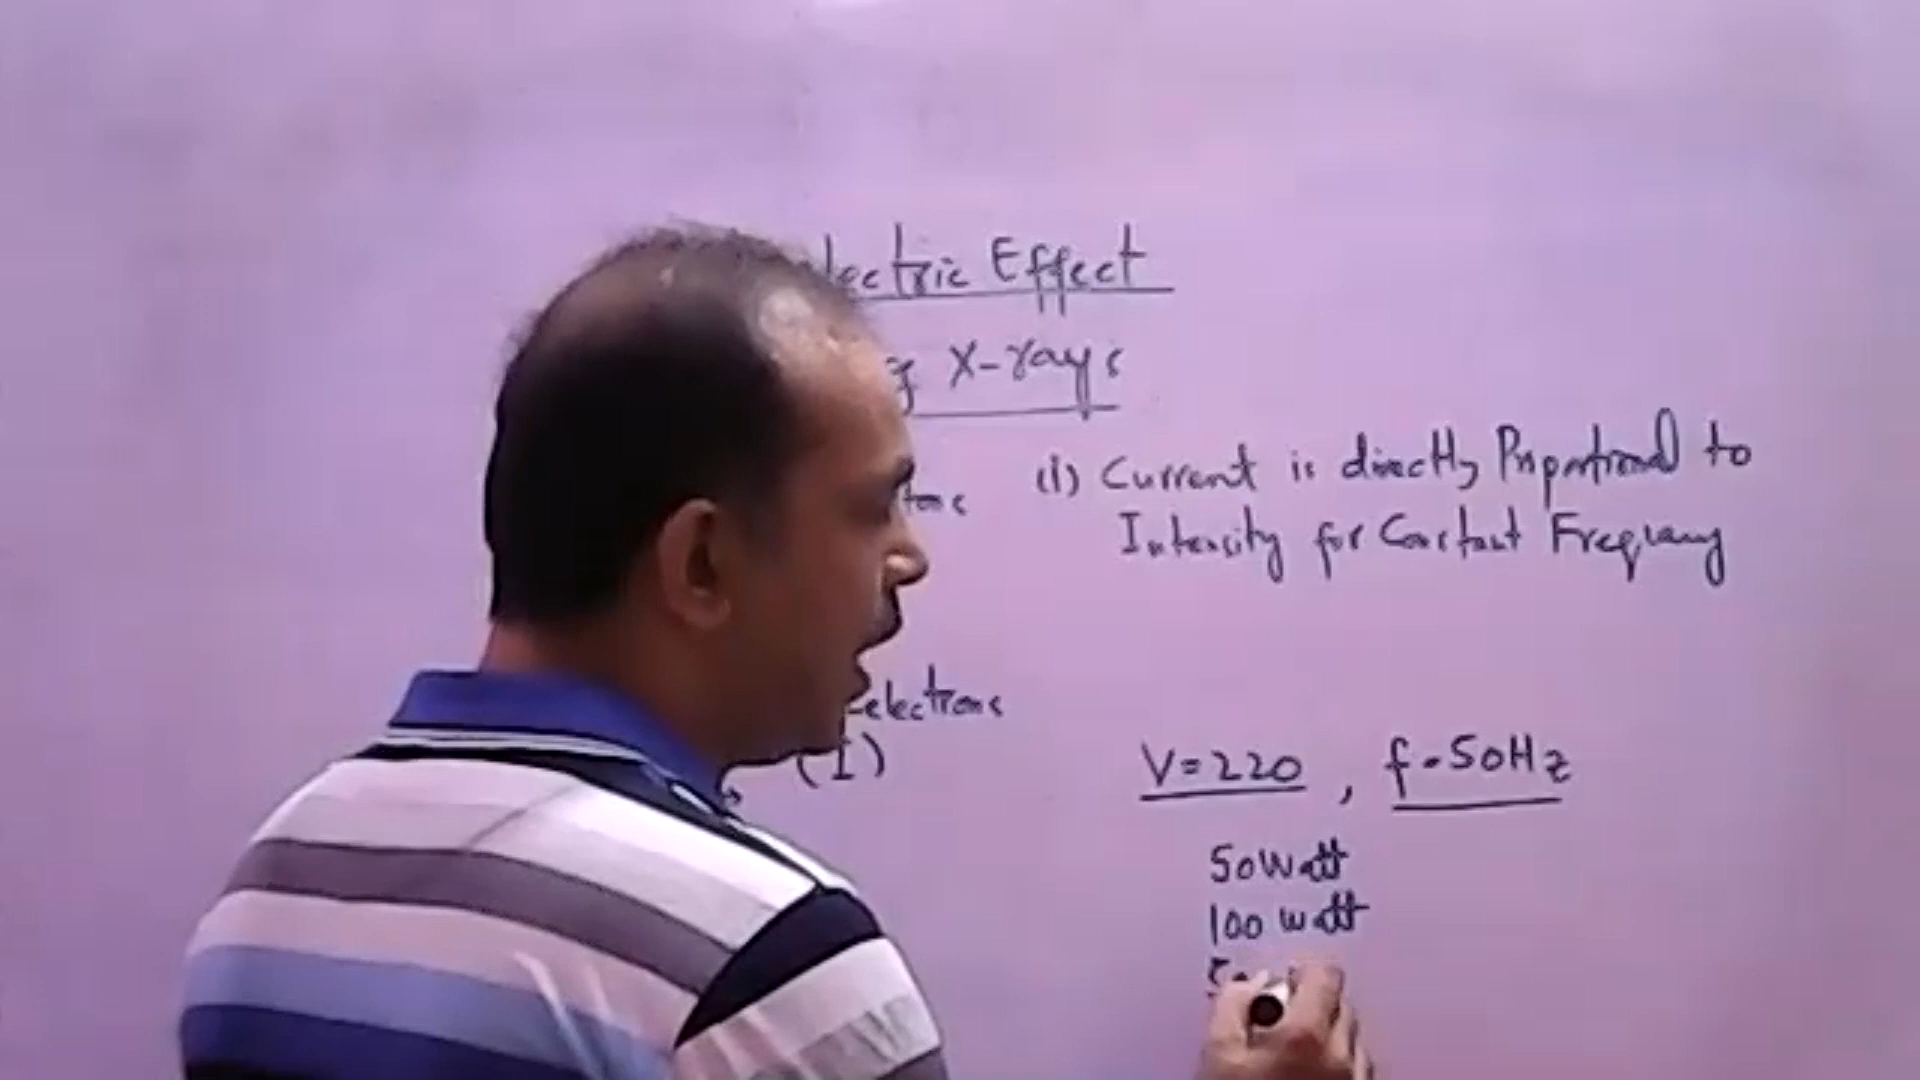 lectric Effect
X-rays
(i) Current is directly Proportional to
Intensity for Constant Frequency
electrons
(I)
V=220 , f=50Hz
50 Watt
100 watt